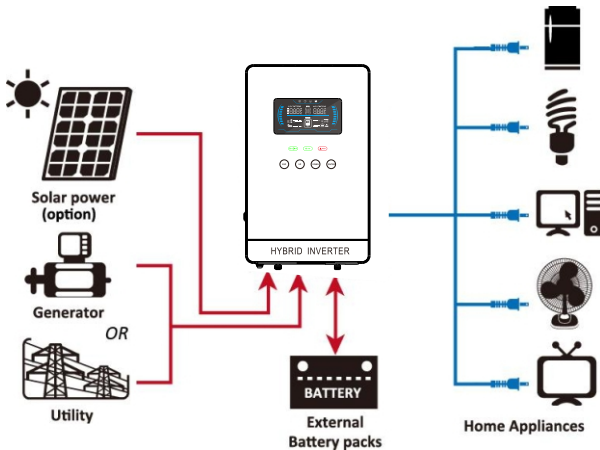 Solar power
(option)
Generator
OR
Utility
HYBRID INVERTER
BATTERY
External
Battery packs
Home Appliances